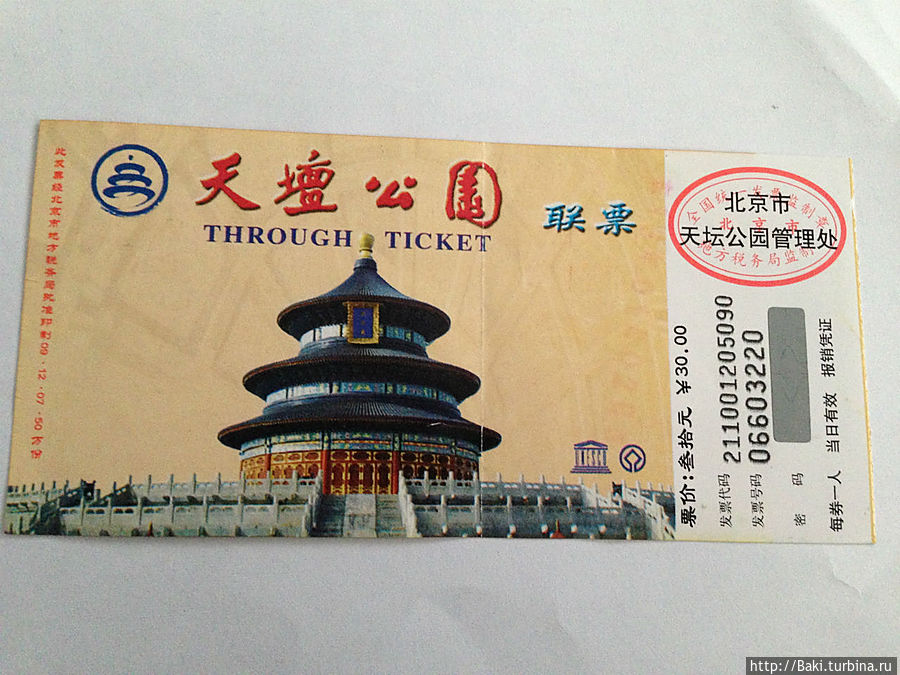 天壇公園
THROUGH TICKET
联票
北京市
天坛公园管理处
票价:叁拾元 ¥30.00
发票代码 211001205090
发票号码 06603220
密 码
每券一人 当日有效 报销凭证
http://Baki.turbina.ru